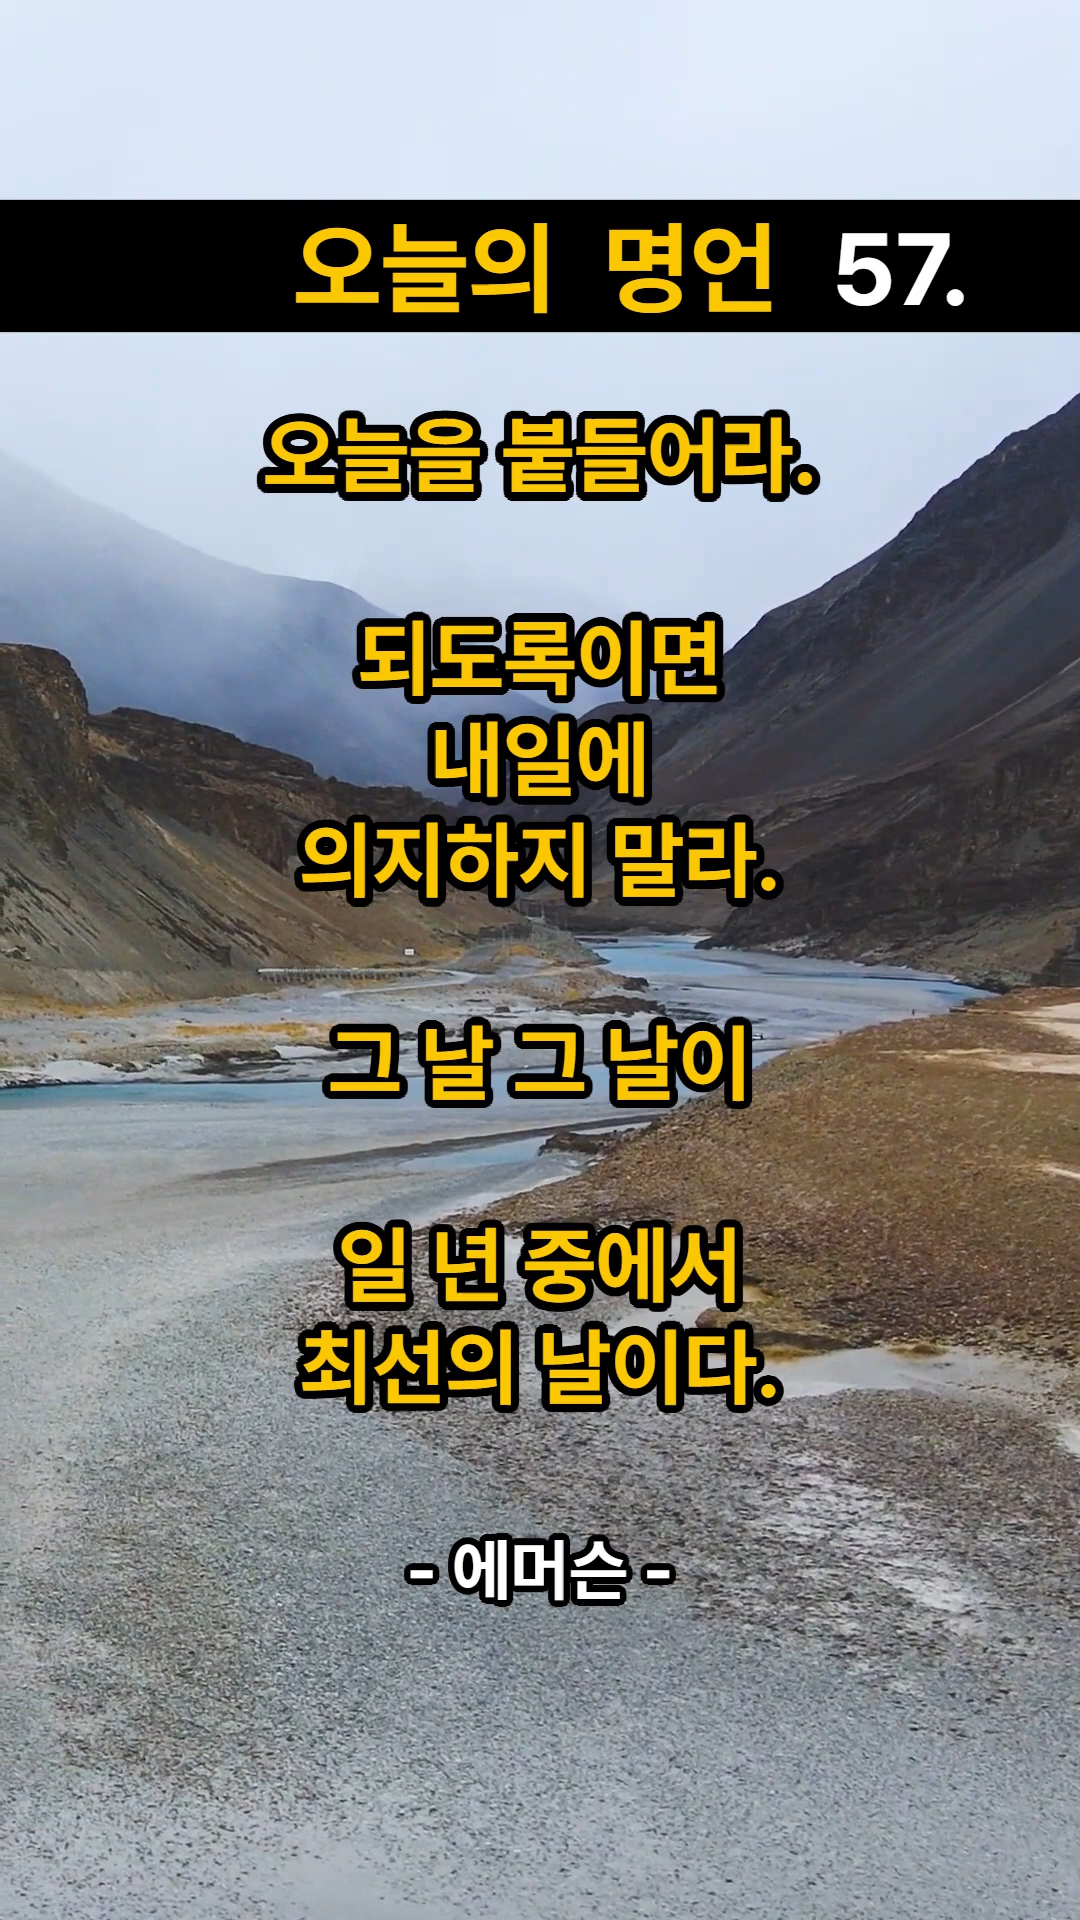 오늘의 명언 57.
오늘을 붙들어라.
되도록이면
내일에
의지하지 말라.
그 날 그 날이
일 년 중에서
최선의 날이다.
- 에머슨 -